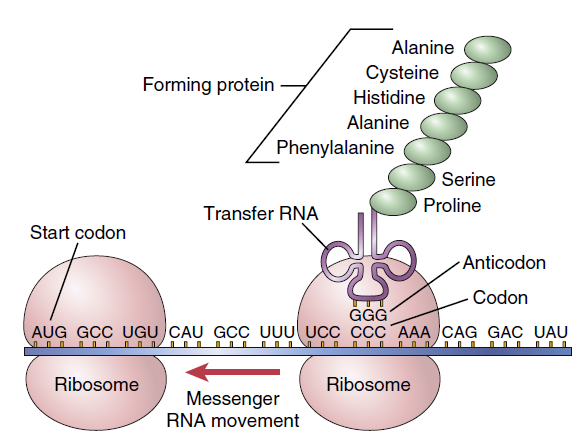 Alanine
Cysteine
Forming protein
Histidine
Alanine
Phenylalanine
Serine
Proline
Transfer RNA
Start codon
Anticodon
Codon
GGG
AUG GCC UGU CAU GCC UUU UCC CCC AAA CAG GAC UAU
Ribosome
Ribosome
Messenger
RNA movement